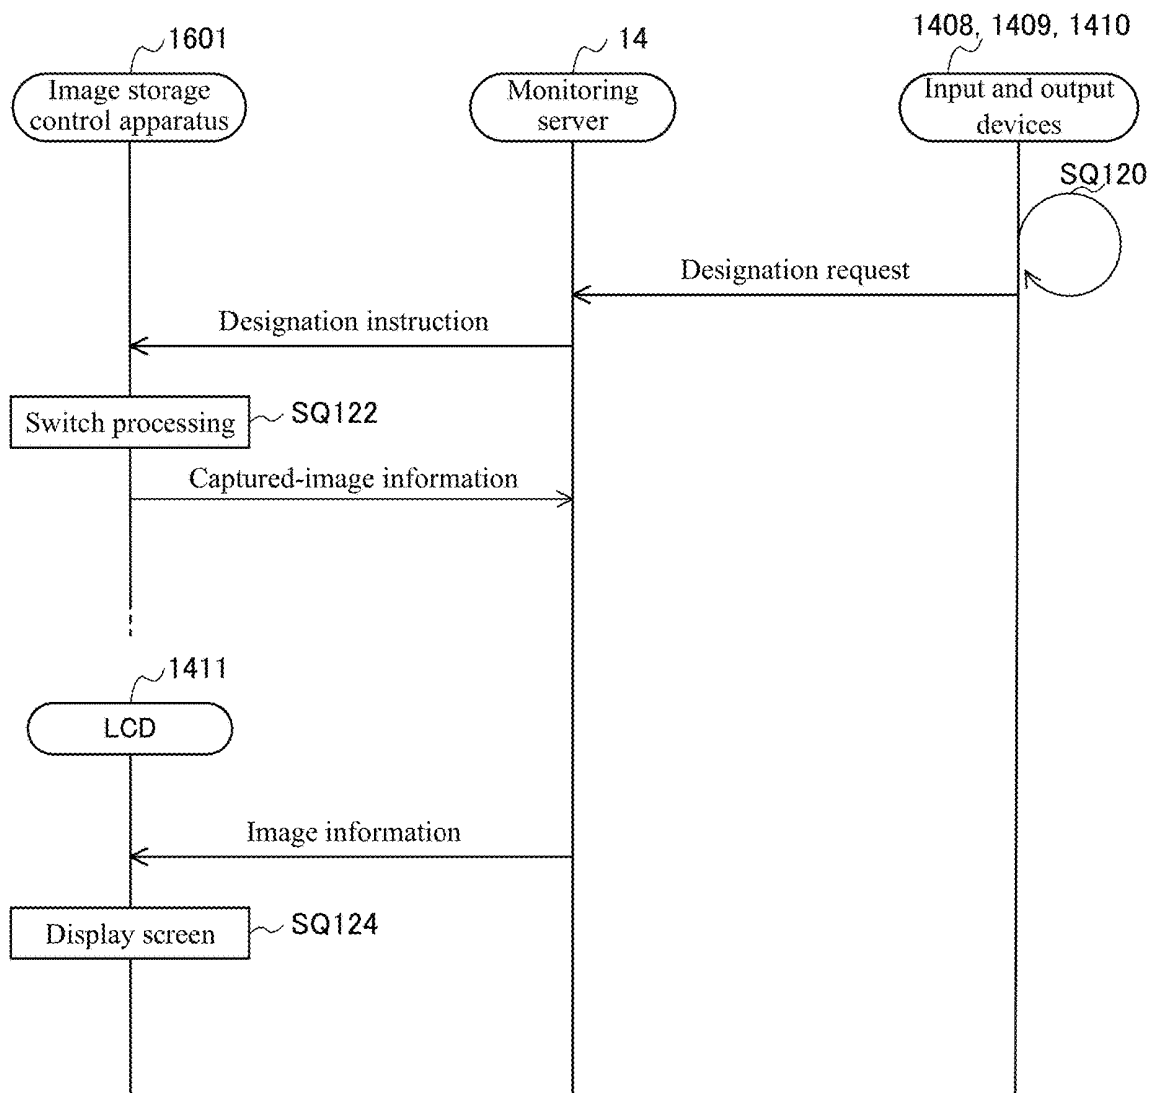 1601
14
1408, 1409, 1410
Image storage
control apparatus
Monitoring
server
Input and output
devices
SQ120
Designation request
Designation instruction
Switch processing
SQ122
Captured-image information
1411
LCD
Image information
Display screen
SQ124